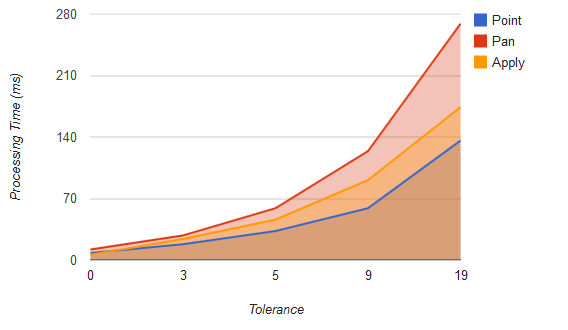 280
210
140
70
0
0 3 5 9 19
Processing Time (ms)
Tolerance
Point
Pan
Apply